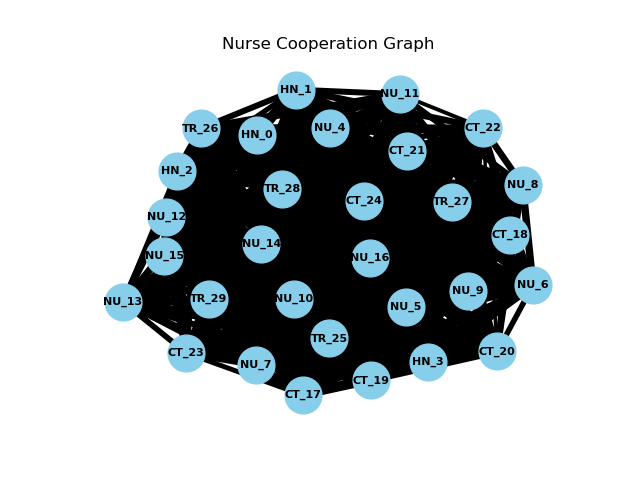 Nurse Cooperation Graph
HN_1
NU_11
TR_26
HN_0
NU_4
CT_22
CT_21
HN_2
TR_28
CT_24
TR_27
NU_8
NU_12
CT_18
NU_15
NU_14
NU_16
NU_13
TR_29
NU_10
NU_5
NU_9
NU_6
TR_25
CT_23
NU_7
HN_3
CT_20
CT_17
CT_19